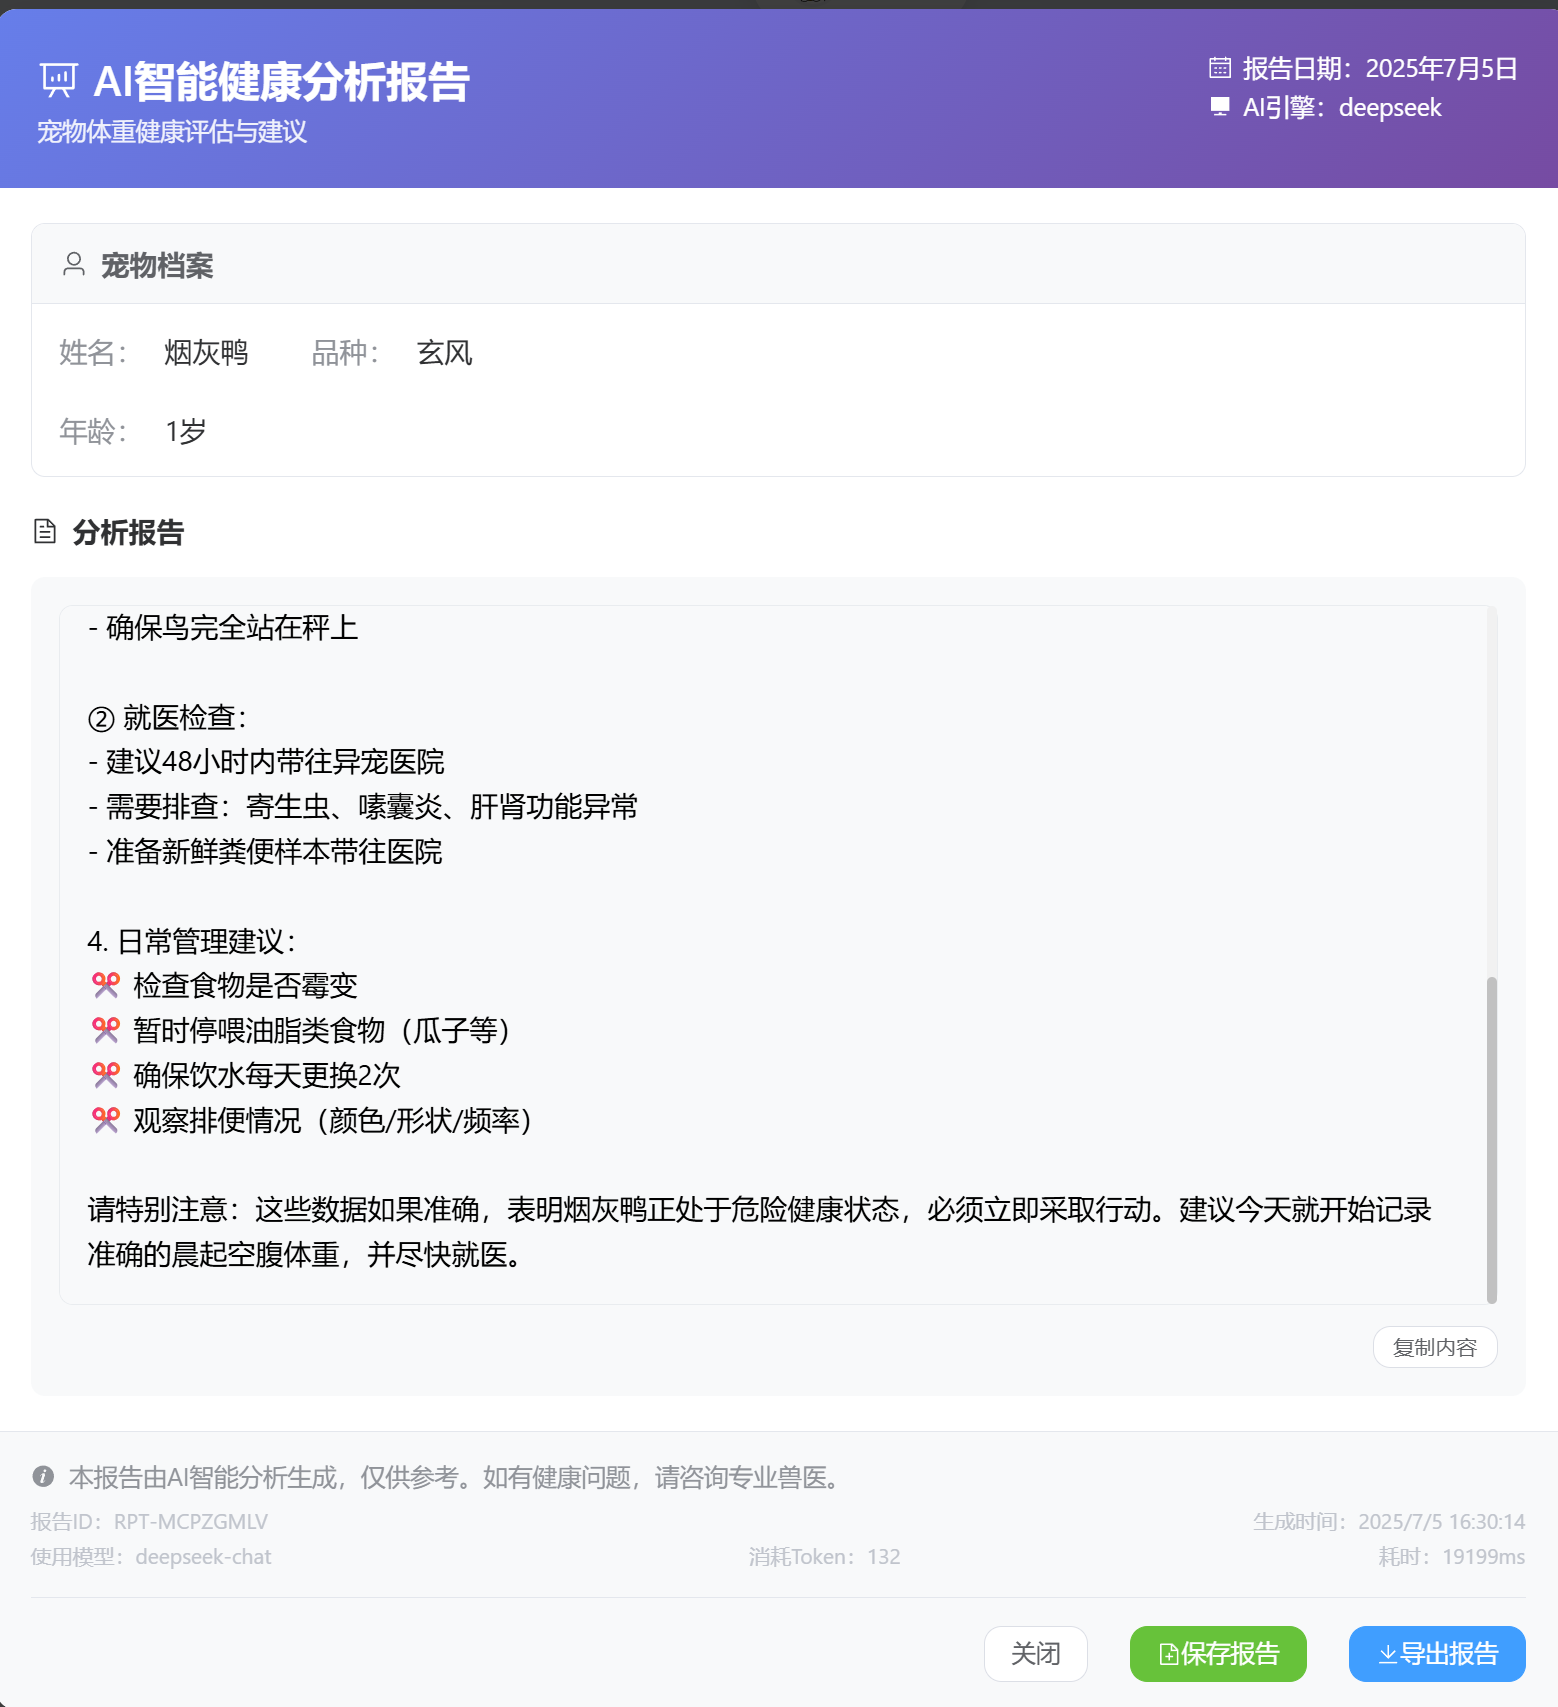 AI智能健康分析报告
宠物体重健康评估与建议
报告日期：2025年7月5日
AI引擎：deepseek
宠物档案
姓名： 烟灰鸭 品种： 玄风
年龄： 1岁
分析报告
- 确保鸟完全站在秤上
② 就医检查：
- 建议48小时内带往异宠医院
- 需要排查：寄生虫、嗉囊炎、肝肾功能异常
- 准备新鲜粪便样本带往医院
4. 日常管理建议：
✂️ 检查食物是否霉变
✂️ 暂时停喂油脂类食物（瓜子等）
✂️ 确保饮水每天更换2次
✂️ 观察排便情况（颜色/形状/频率）
请特别注意：这些数据如果准确，表明烟灰鸭正处于危险健康状态，必须立即采取行动。建议今天就开始记录
准确的晨起空腹体重，并尽快就医。
复制内容
本报告由AI智能分析生成，仅供参考。如有健康问题，请咨询专业兽医。
报告ID：RPT-MCPZGMLV 生成时间：2025/7/5 16:30:14
使用模型：deepseek-chat 消耗Token：132 耗时：19199ms
关闭 保存报告 导出报告